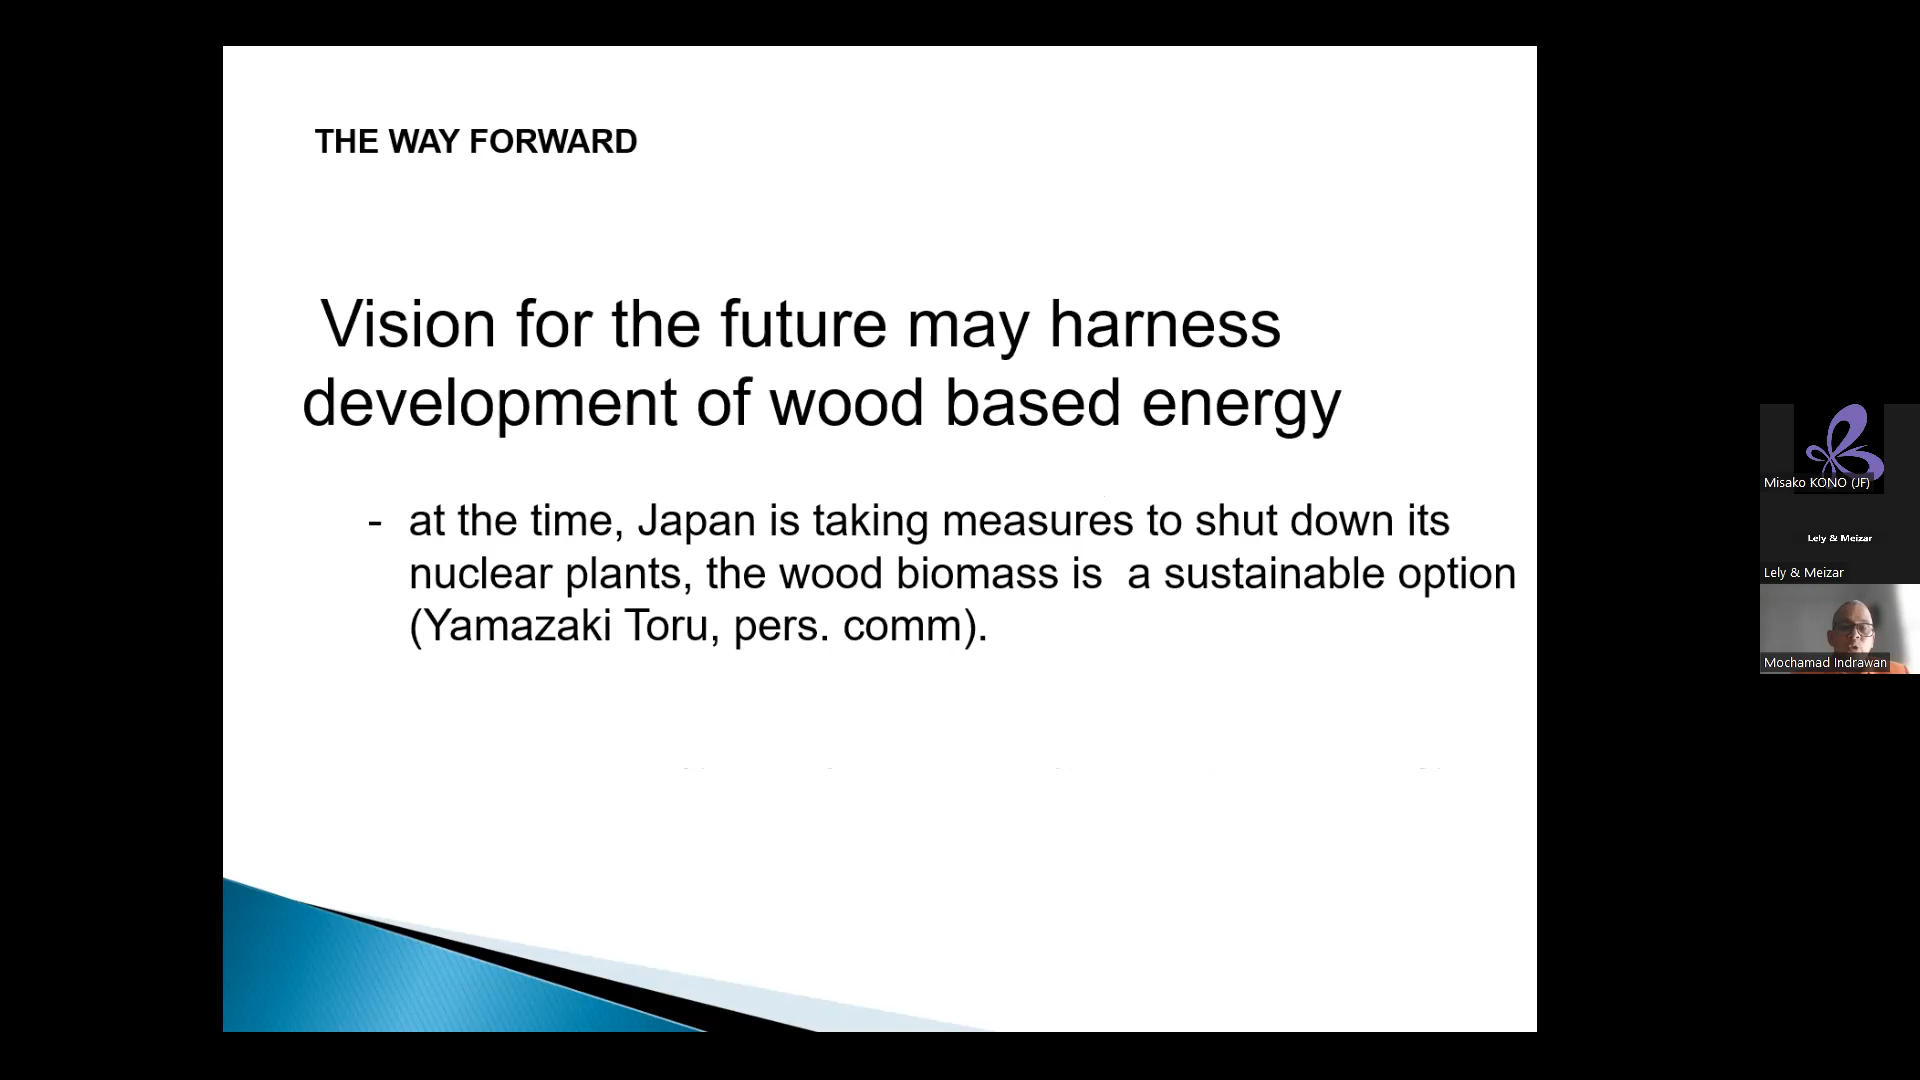 THE WAY FORWARD
Vision for the future may harness
development of wood based energy
- at the time, Japan is taking measures to shut down its
nuclear plants, the wood biomass is  a sustainable option
(Yamazaki Toru, pers. comm).
Misako KONO (JF)
Lely & Meizar
Lely & Meizar
Mochamad Indrawan